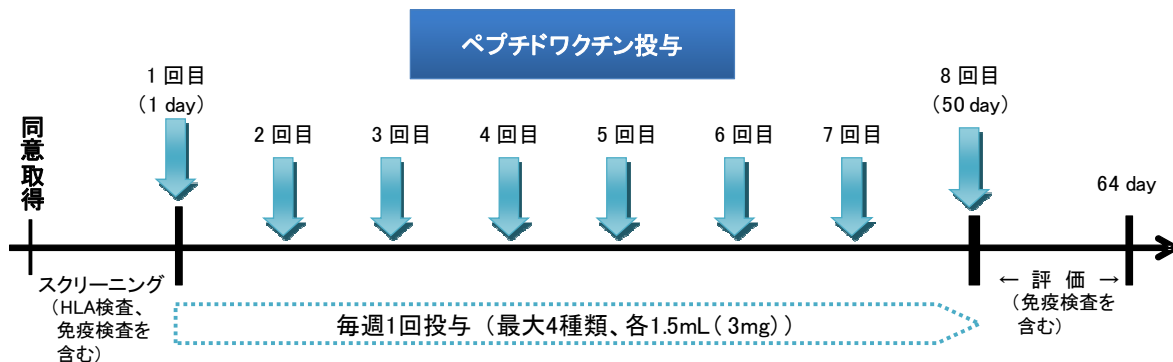 ペプチドワクチン投与
1 回目
(1 day)
2 回目
3 回目
4 回目
5 回目
6 回目
7 回目
8 回目
(50 day)
64 day
同意取得
スクリーニング
(HLA検査、
免疫検査を
含む)
毎週1回投与 (最大4種類、各1.5mL( 3mg))
← 評 価 →
(免疫検査を
含む)